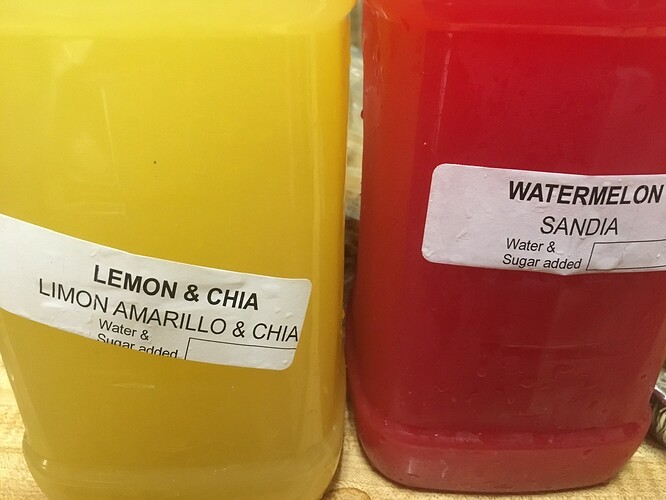 LEMON & CHIA
LIMON AMARILLO & CHIA
Water &
Sugar added
WATERMELON
SANDIA
Water &
Sugar added